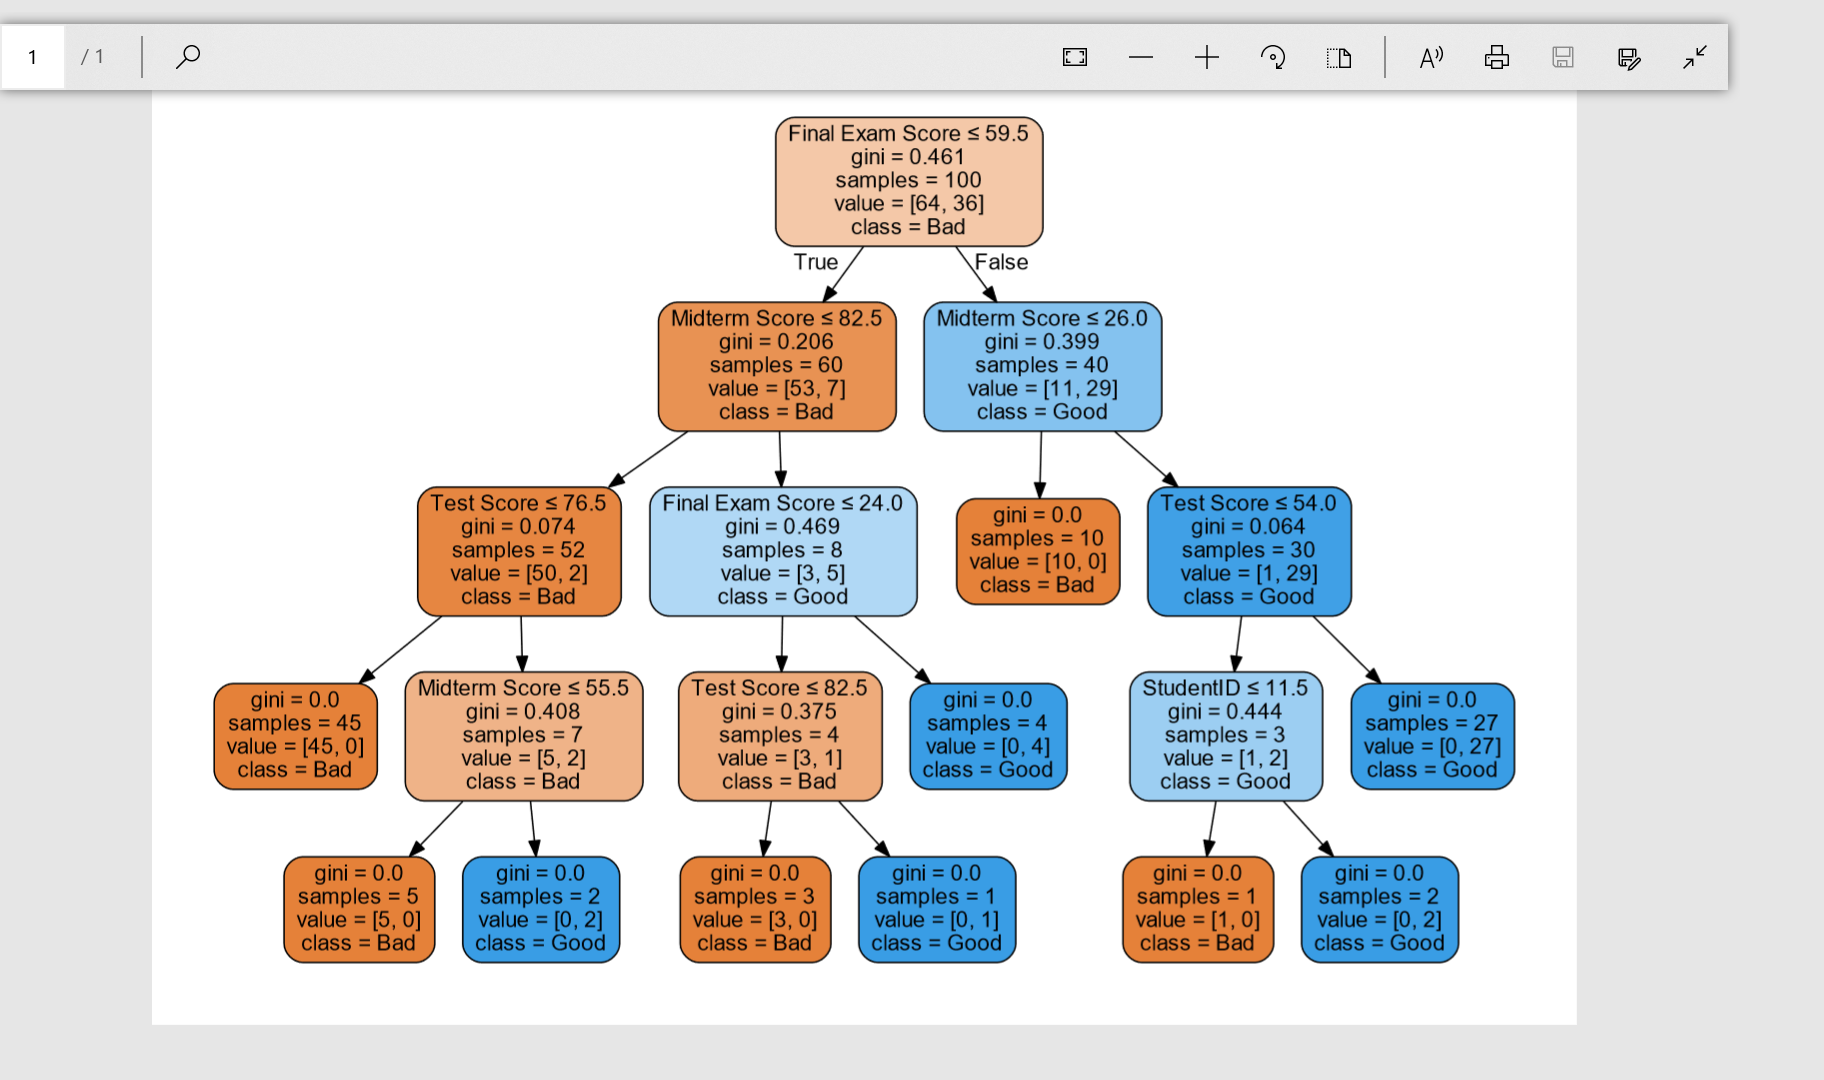 1 / 1
Final Exam Score ≤ 59.5
gini = 0.461
samples = 100
value = [64, 36]
class = Bad
True
False
Midterm Score ≤ 82.5
gini = 0.206
samples = 60
value = [53, 7]
class = Bad
Midterm Score ≤ 26.0
gini = 0.399
samples = 40
value = [11, 29]
class = Good
Test Score ≤ 76.5
gini = 0.074
samples = 52
value = [50, 2]
class = Bad
Final Exam Score ≤ 24.0
gini = 0.469
samples = 8
value = [3, 5]
class = Good
gini = 0.0
samples = 10
value = [10, 0]
class = Bad
Test Score ≤ 54.0
gini = 0.064
samples = 30
value = [1, 29]
class = Good
gini = 0.0
samples = 45
value = [45, 0]
class = Bad
Midterm Score ≤ 55.5
gini = 0.408
samples = 7
value = [5, 2]
class = Bad
Test Score ≤ 82.5
gini = 0.375
samples = 4
value = [3, 1]
class = Bad
gini = 0.0
samples = 4
value = [0, 4]
class = Good
StudentID ≤ 11.5
gini = 0.444
samples = 3
value = [1, 2]
class = Good
gini = 0.0
samples = 27
value = [0, 27]
class = Good
gini = 0.0
samples = 5
value = [5, 0]
class = Bad
gini = 0.0
samples = 2
value = [0, 2]
class = Good
gini = 0.0
samples = 3
value = [3, 0]
class = Bad
gini = 0.0
samples = 1
value = [0, 1]
class = Good
gini = 0.0
samples = 1
value = [1, 0]
class = Bad
gini = 0.0
samples = 2
value = [0, 2]
class = Good